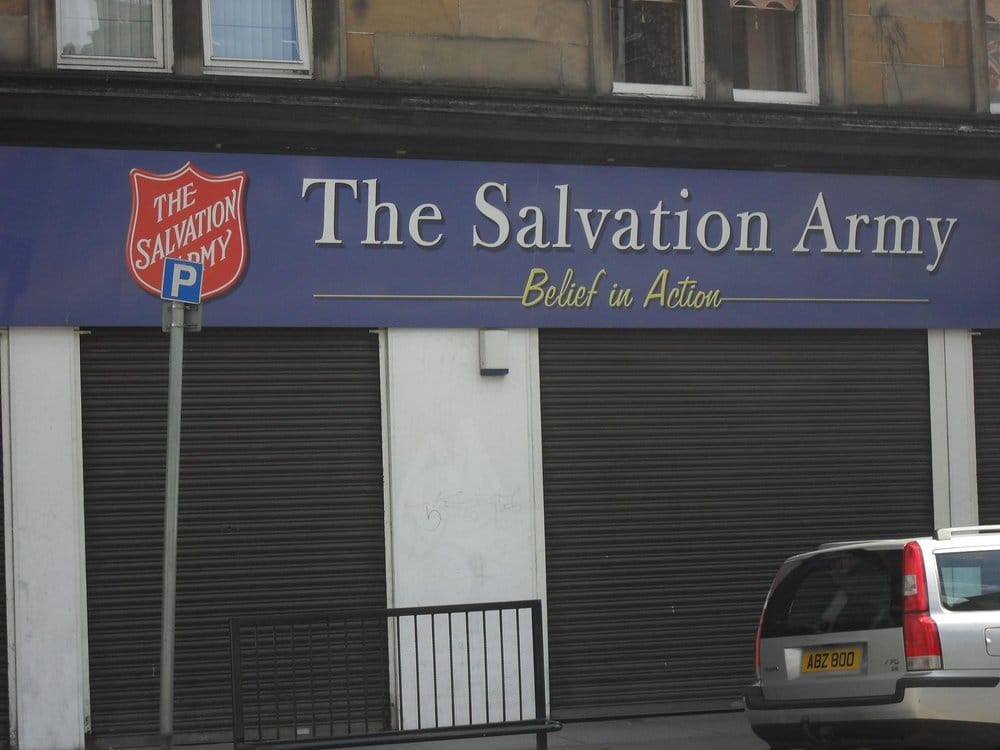 THE
SALVATION
ARMY
P
The Salvation Army
Belief in Action
ABZ 800